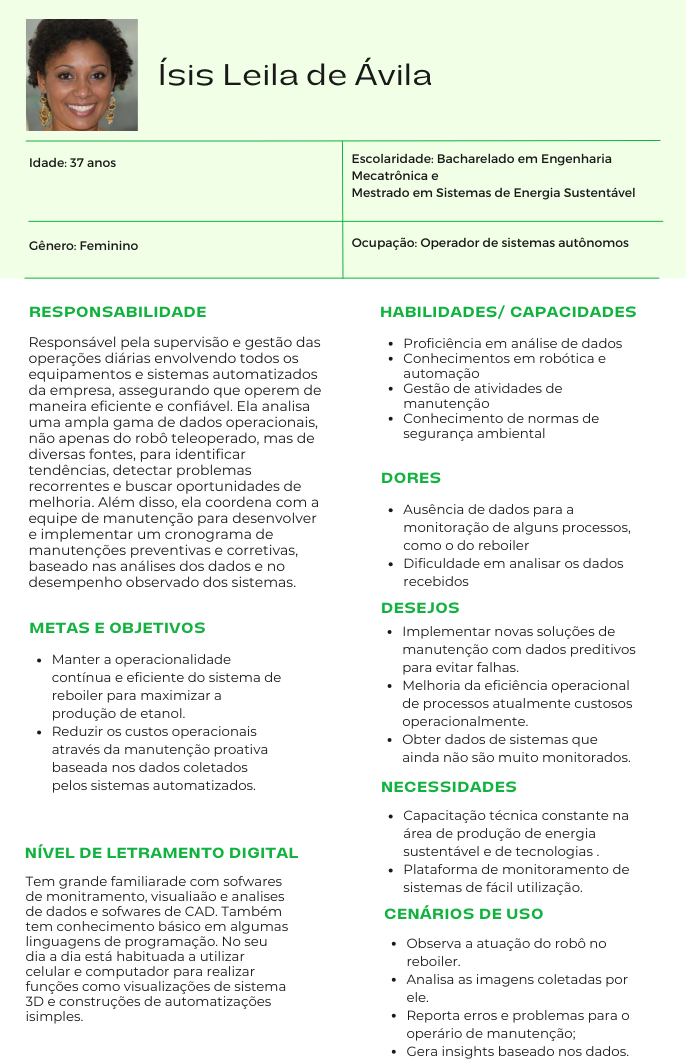 Ísis Leila de Ávila
Idade: 37 anos
Escolaridade: Bacharelado em Engenharia
Mecatrônica e
Mestrado em Sistemas de Energia Sustentável
Gênero: Feminino
Ocupação: Operador de sistemas autônomos
RESPONSABILIDADE
Responsável pela supervisão e gestão das
operações diárias envolvendo todos os
equipamentos e sistemas automatizados
da empresa, assegurando que operem de
maneira eficiente e confiável. Ela analisa
uma ampla gama de dados operacionais,
não apenas do robô teleoperado, mas de
diversas fontes, para identificar
tendências, detectar problemas
recorrentes e buscar oportunidades de
melhoria. Além disso, ela coordena com a
equipe de manutenção para desenvolver
e implementar um cronograma de
manutenções preventivas e corretivas,
baseado nas análises dos dados e no
desempenho observado dos sistemas.
METAS E OBJETIVOS
• Manter a operacionalidade
contínua e eficiente do sistema de
reboiler para maximizar a
produção de etanol.
• Reduzir os custos operacionais
através da manutenção proativa
baseada nos dados coletados
pelos sistemas automatizados.
NÍVEL DE LETRAMENTO DIGITAL
Tem grande familiarade com sofwares
de monitramento, visualiaão e analises
de dados e sofwares de CAD. Também
tem conhecimento básico em algumas
linguagens de programação. No seu
dia a dia está habituada a utilizar
celular e computador para realizar
funções como visualizações de sistema
3D e construções de automatizações
isimples.
HABILIDADES/ CAPACIDADES
• Proficiência em análise de dados
• Conhecimentos em robótica e
automação
• Gestão de atividades de
manutenção
• Conhecimento de normas de
segurança ambiental
DORES
• Ausência de dados para a
monitoração de alguns processos,
como o do reboiler
• Dificuldade em analisar os dados
recebidos
DESEJOS
• Implementar novas soluções de
manutenção com dados preditivos
para evitar falhas.
• Melhoria da eficiência operacional
de processos atualmente custosos
operacionalmente.
• Obter dados de sistemas que
ainda não são muito monitorados.
NECESSIDADES
• Capacitação técnica constante na
área de produção de energia
sustentável e de tecnologias .
• Plataforma de monitoramento de
sistemas de fácil utilização.
CENÁRIOS DE USO
• Observa a atuação do robô no
reboiler.
• Analisa as imagens coletadas por
ele.
• Reporta erros e problemas para o
operário de manutenção;
• Gera insights baseado nos dados.